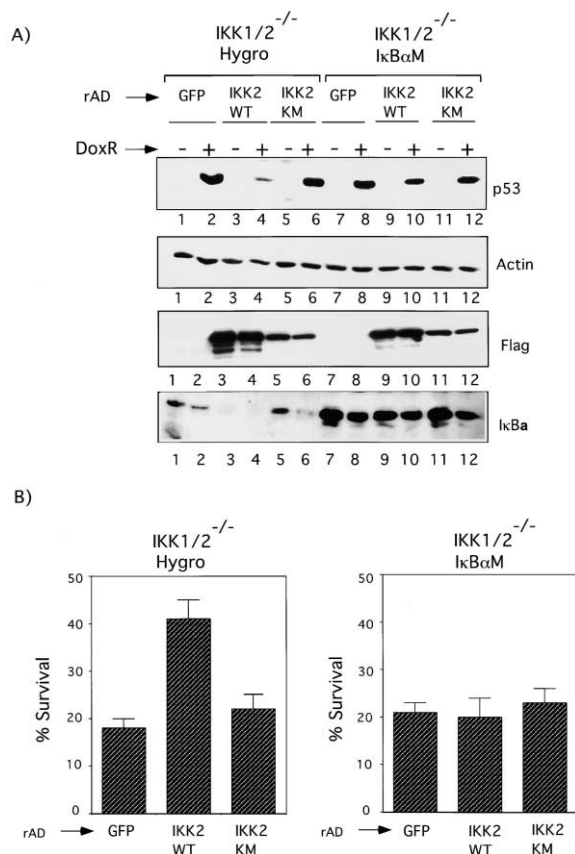 A)
IKK1/2 -/- IKK1/2 -/-
Hygro IκBαM
rAD GFP IKK2 WT IKK2 KM GFP IKK2 WT IKK2 KM
DoxR - + - + - + - + - + - +
p53
1 2 3 4 5 6 7 8 9 10 11 12
Actin
1 2 3 4 5 6 7 8 9 10 11 12
Flag
1 2 3 4 5 6 7 8 9 10 11 12
IκBa
1 2 3 4 5 6 7 8 9 10 11 12
B)
IKK1/2 -/-
Hygro
% Survival
50
40
30
20
10
0
rAD GFP IKK2 WT IKK2 KM
IKK1/2 -/-
IκBαM
% Survival
50
40
30
20
10
0
rAD GFP IKK2 WT IKK2 KM